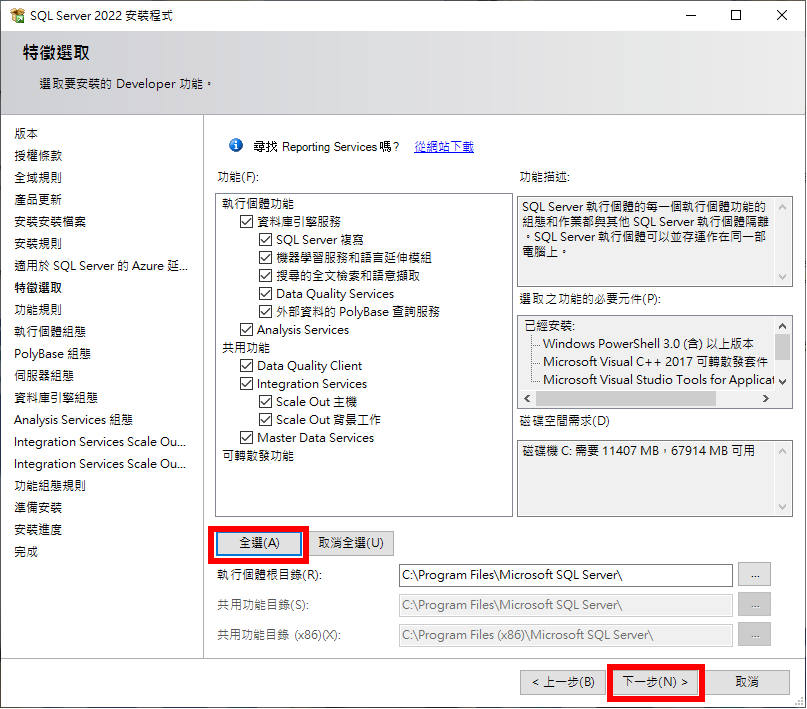 SQL Server 2022 安裝程式
特徵選取
選取要安裝的 Developer 功能。
版本
授權條款
全域規則
產品更新
安裝安裝檔案
安裝規則
適用於 SQL Server 的 Azure 延...
特徵選取
功能規則
執行個體組態
PolyBase 組態
伺服器組態
資料庫引擎組態
Analysis Services 組態
Integration Services Scale Ou...
Integration Services Scale Ou...
功能組態規則
準備安裝
安裝進度
完成
尋找 Reporting Services 嗎? 從網站下載
功能(F):
執行個體功能
資料庫引擎服務
SQL Server 複寫
機器學習服務和語言延伸模組
搜尋的全文檢索和語意擷取
Data Quality Services
外部資料的 PolyBase 查詢服務
Analysis Services
共用功能
Data Quality Client
Integration Services
Scale Out 主機
Scale Out 背景工作
Master Data Services
可轉散發功能
功能描述:
SQL Server 執行個體的每一個執行個體功能的
組態和作業都與其他 SQL Server 執行個體隔離
。SQL Server 執行個體可以並存運作在同一部
電腦上。
選取之功能的必要元件(P):
已經安裝:
Windows PowerShell 3.0 (含) 以上版本
Microsoft Visual C++ 2017 可轉散發套件
Microsoft Visual Studio Tools for Applicat
磁碟空間需求(D)
磁碟機 C: 需要 11407 MB，67914 MB 可用
全選(A) 取消全選(U)
執行個體根目錄(R): C:\Program Files\Microsoft SQL Server\ ...
共用功能目錄(S): C:\Program Files\Microsoft SQL Server\ ...
共用功能目錄 (x86)(X): C:\Program Files (x86)\Microsoft SQL Server\ ...
< 上一步(B) 下一步(N) > 取消